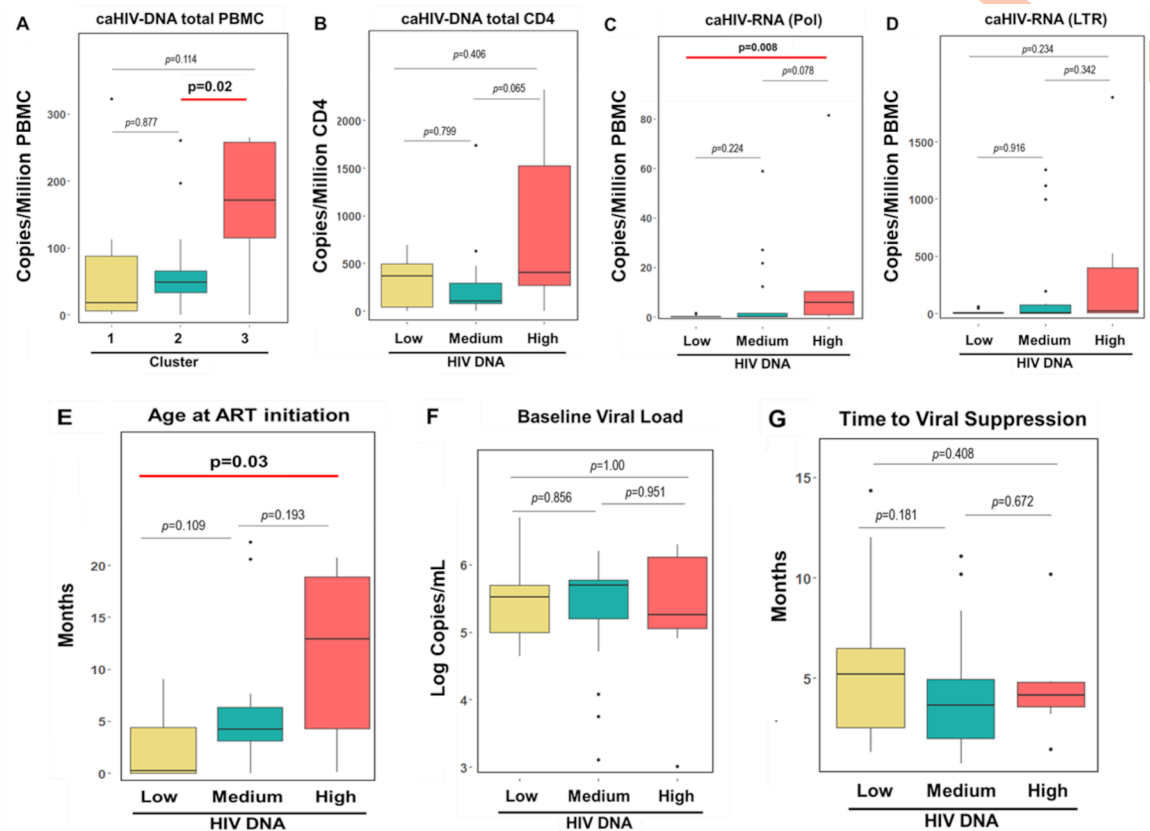 A caHIV-DNA total PBMC
Copies/Million PBMC
300
200
100
0
p=0.114
p=0.02
p=0.877
1 2 3
Cluster
B caHIV-DNA total CD4
Copies/Million CD4
2000
1500
1000
500
0
p=0.406
p=0.065
p=0.799
Low Medium High
HIV DNA
C caHIV-RNA (Pol)
Copies/Million PBMC
80
60
40
20
0
p=0.008
p=0.078
p=0.224
Low Medium High
HIV DNA
D caHIV-RNA (LTR)
Copies/Million PBMC
1500
1000
500
0
p=0.234
p=0.342
p=0.916
Low Medium High
HIV DNA
E Age at ART initiation
Months
20
15
10
5
0
p=0.03
p=0.109
p=0.193
Low Medium High
HIV DNA
F Baseline Viral Load
Log Copies/mL
6
5
4
3
p=1.00
p=0.856
p=0.951
Low Medium High
HIV DNA
G Time to Viral Suppression
Months
15
10
5
p=0.408
p=0.181
p=0.672
Low Medium High
HIV DNA